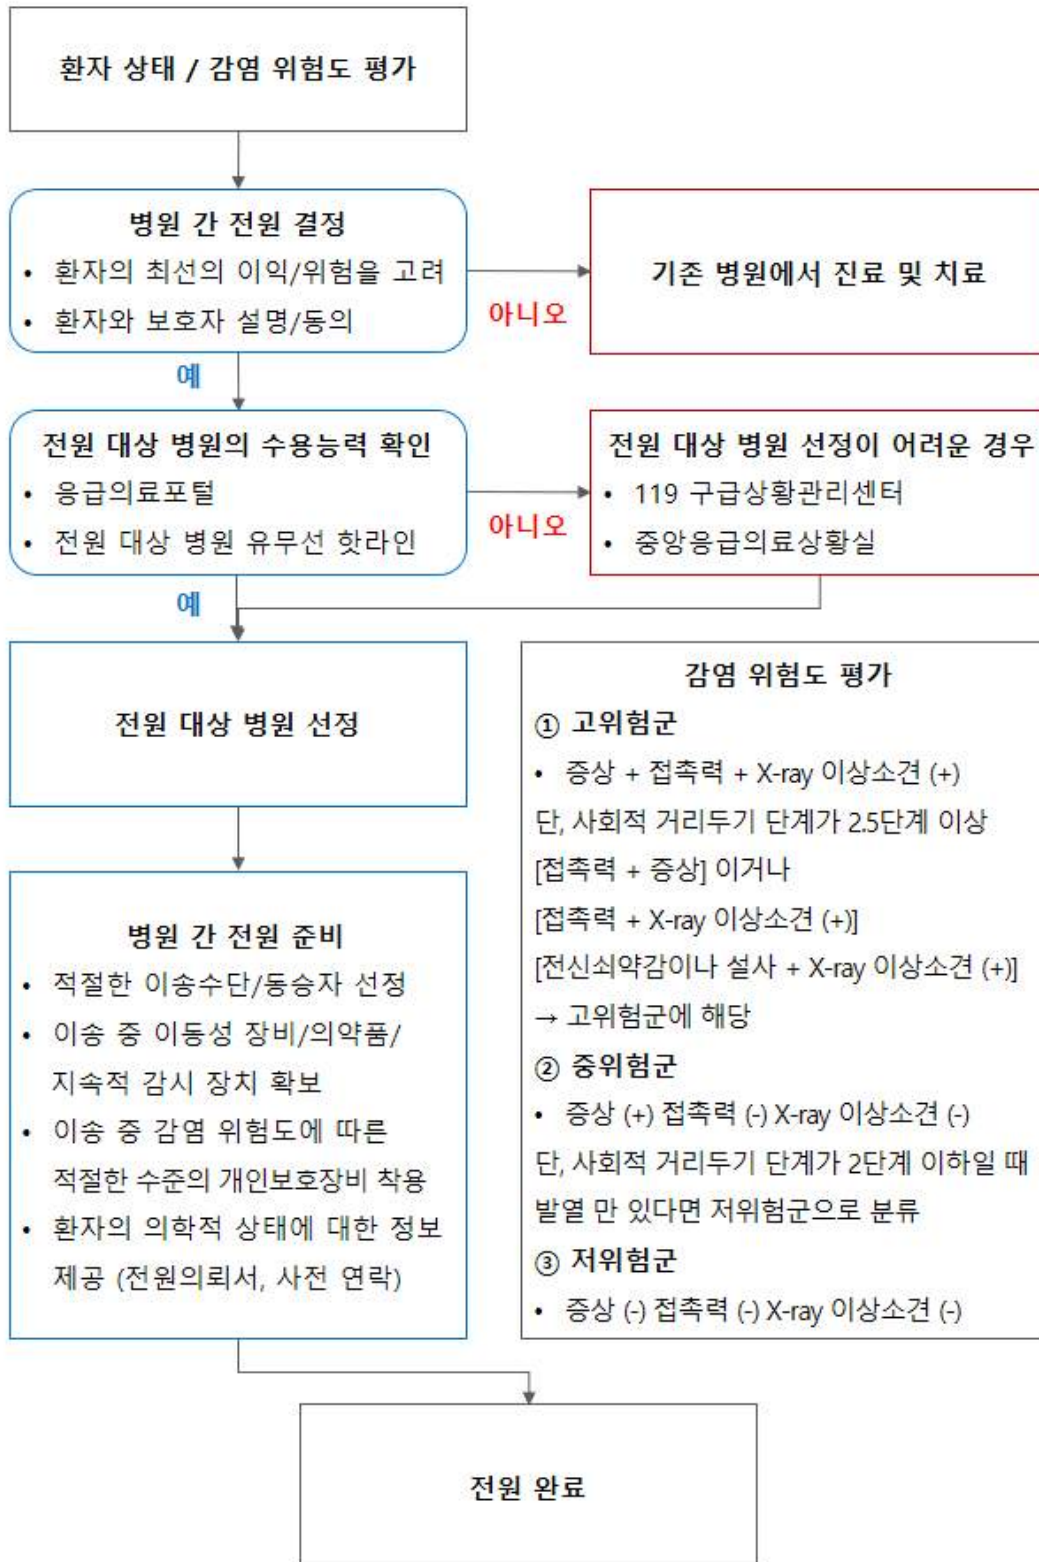 환자 상태 / 감염 위험도 평가
병원 간 전원 결정
• 환자의 최선의 이익/위험을 고려
• 환자와 보호자 설명/동의
아니오
기존 병원에서 진료 및 치료
예
전원 대상 병원의 수용능력 확인
• 응급의료포털
• 전원 대상 병원 유무선 핫라인
아니오
전원 대상 병원 선정이 어려운 경우
• 119 구급상황관리센터
• 중앙응급의료상황실
예
전원 대상 병원 선정
병원 간 전원 준비
• 적절한 이송수단/동승자 선정
• 이송 중 이동성 장비/의약품/
지속적 감시 장치 확보
• 이송 중 감염 위험도에 따른
적절한 수준의 개인보호장비 착용
• 환자의 의학적 상태에 대한 정보
제공 (전원의뢰서, 사전 연락)
감염 위험도 평가
① 고위험군
• 증상 + 접촉력 + X-ray 이상소견 (+)
단, 사회적 거리두기 단계가 2.5단계 이상
[접촉력 + 증상] 이거나
[접촉력 + X-ray 이상소견 (+)]
[전신쇠약감이나 설사 + X-ray 이상소견 (+)]
→ 고위험군에 해당
② 중위험군
• 증상 (+) 접촉력 (-) X-ray 이상소견 (-)
단, 사회적 거리두기 단계가 2단계 이하일 때
발열 만 있다면 저위험군으로 분류
③ 저위험군
• 증상 (-) 접촉력 (-) X-ray 이상소견 (-)
전원 완료